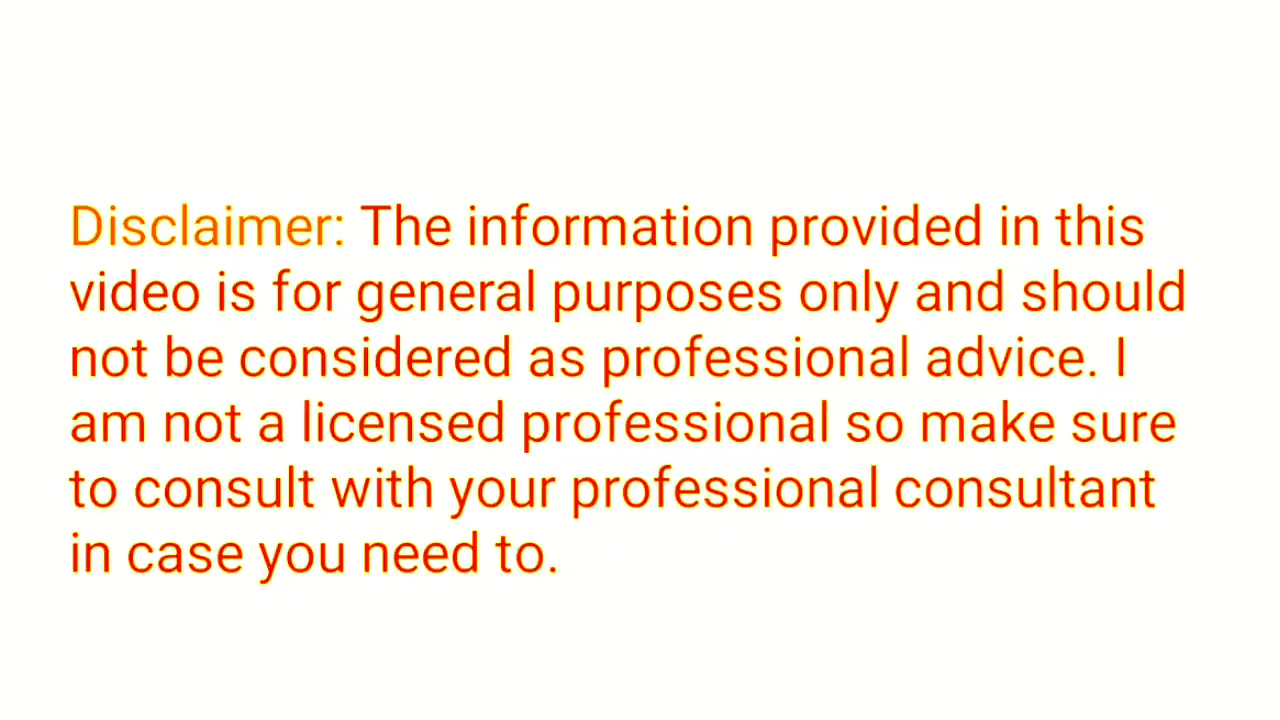 Disclaimer: The information provided in this
video is for general purposes only and should
not be considered as professional advice. I
am not a licensed professional so make sure
to consult with your professional consultant
in case you need to.